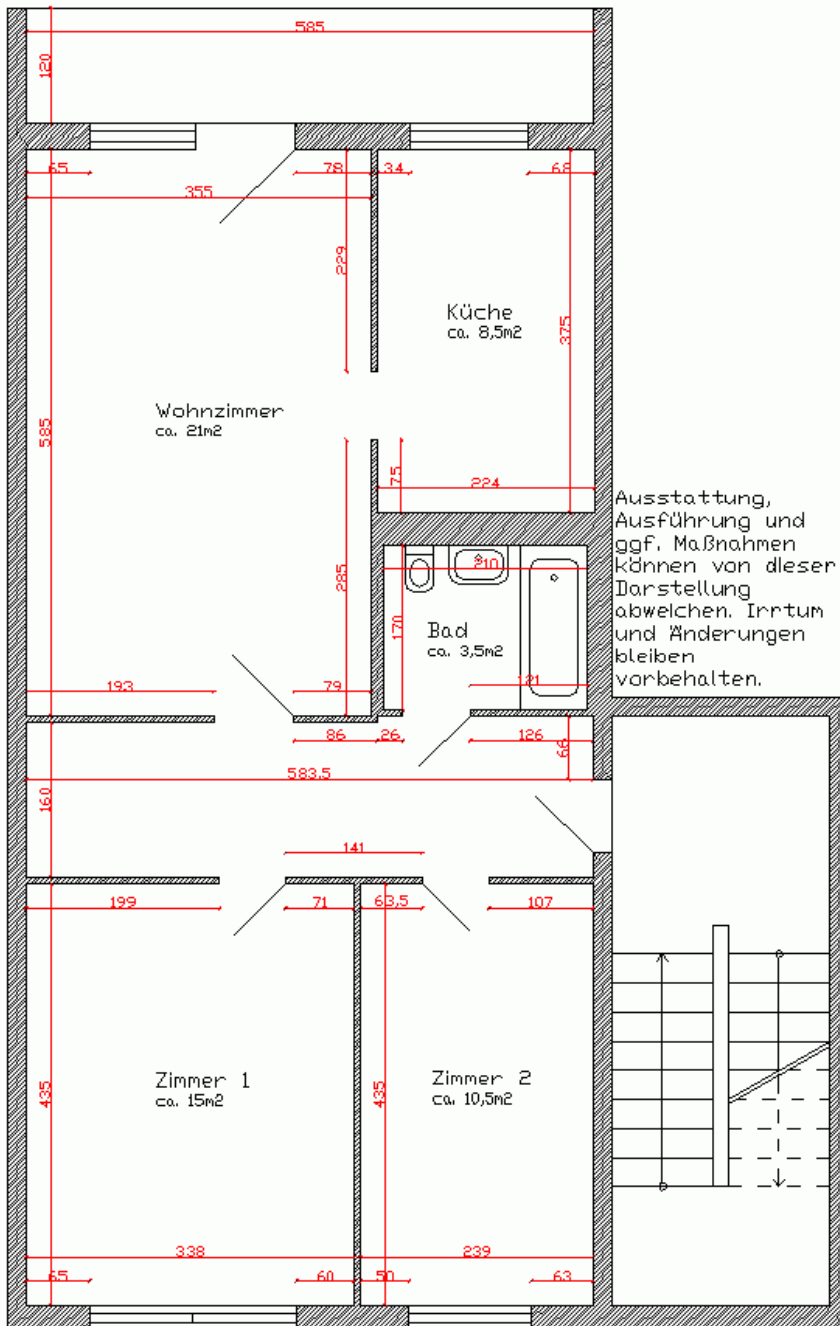 585
120
65
78
34
68
355
229
375
Küche
ca. 8,5m2
Wohnzimmer
ca. 21m2
585
75
224
Ausstattung,
Ausführung und
ggf. Maßnahmen
können von dieser
Darstellung
abweichen. Irrtum
und Änderungen
bleiben
vorbehalten.
285
210
170
Bad
ca. 3,5m2
193
79
121
86
26
126
66
583.5
160
141
199
71
63,5
107
Zimmer 1
ca. 15m2
Zimmer 2
ca. 10,5m2
435
435
338
239
65
60
50
63